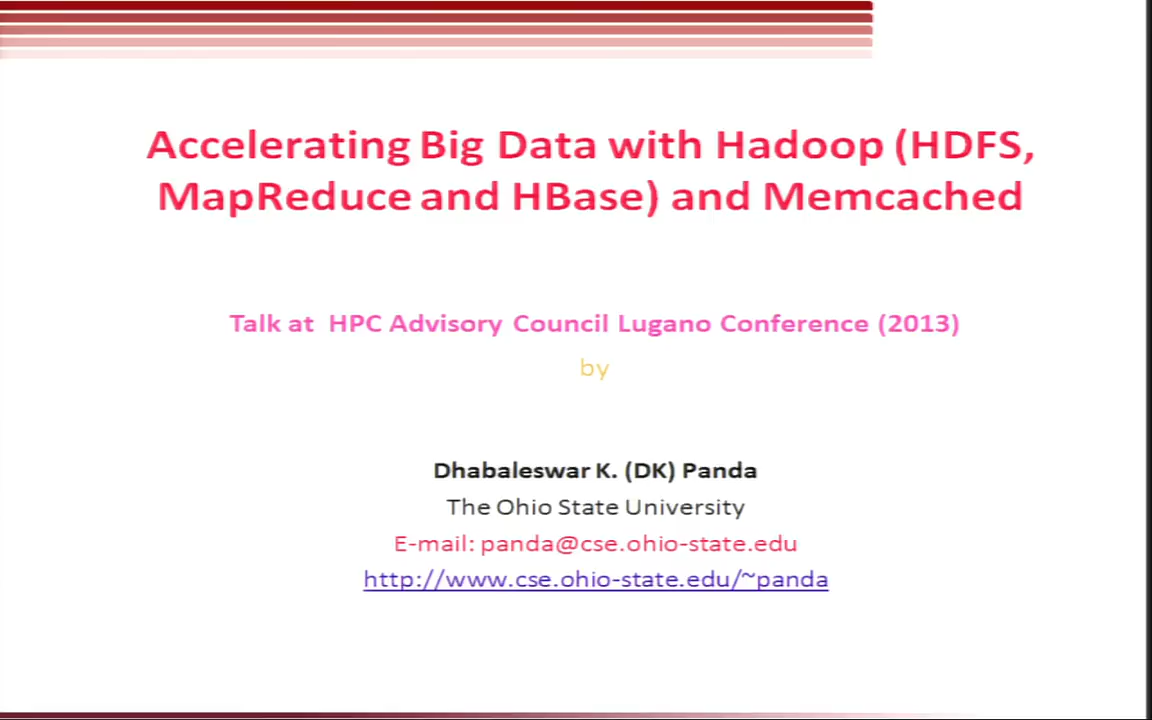 Accelerating Big Data with Hadoop (HDFS,
MapReduce and HBase) and Memcached
Talk at HPC Advisory Council Lugano Conference (2013)
by
Dhabaleswar K. (DK) Panda
The Ohio State University
E-mail: panda@cse.ohio-state.edu
http://www.cse.ohio-state.edu/~panda